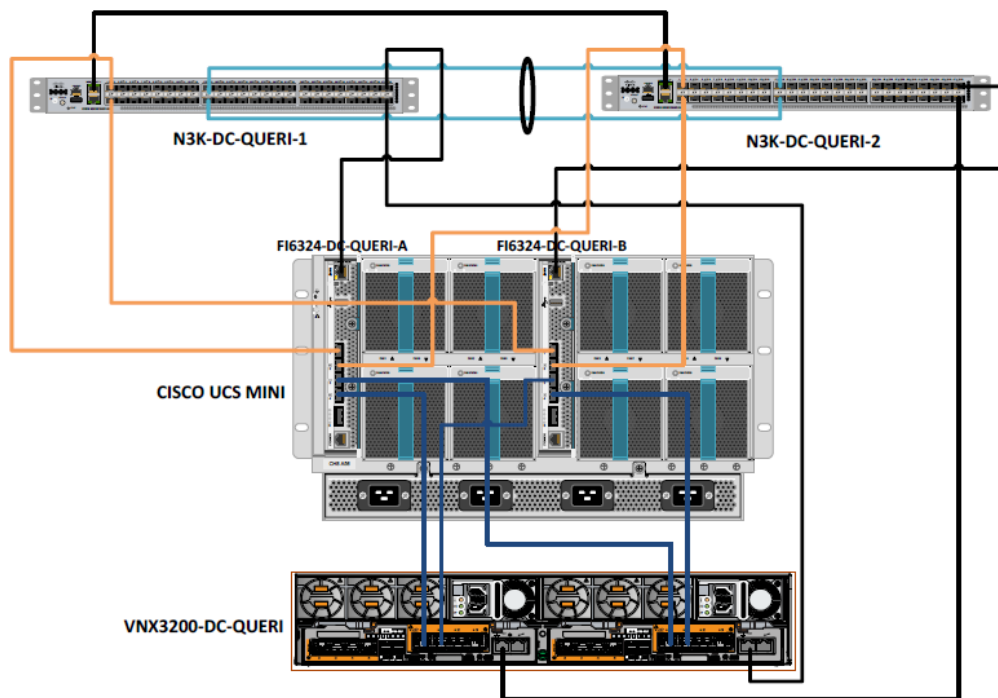 N3K-DC-QUERI-1
N3K-DC-QUERI-2
FI6324-DC-QUERI-A
FI6324-DC-QUERI-B
CISCO UCS MINI
VNX3200-DC-QUERI